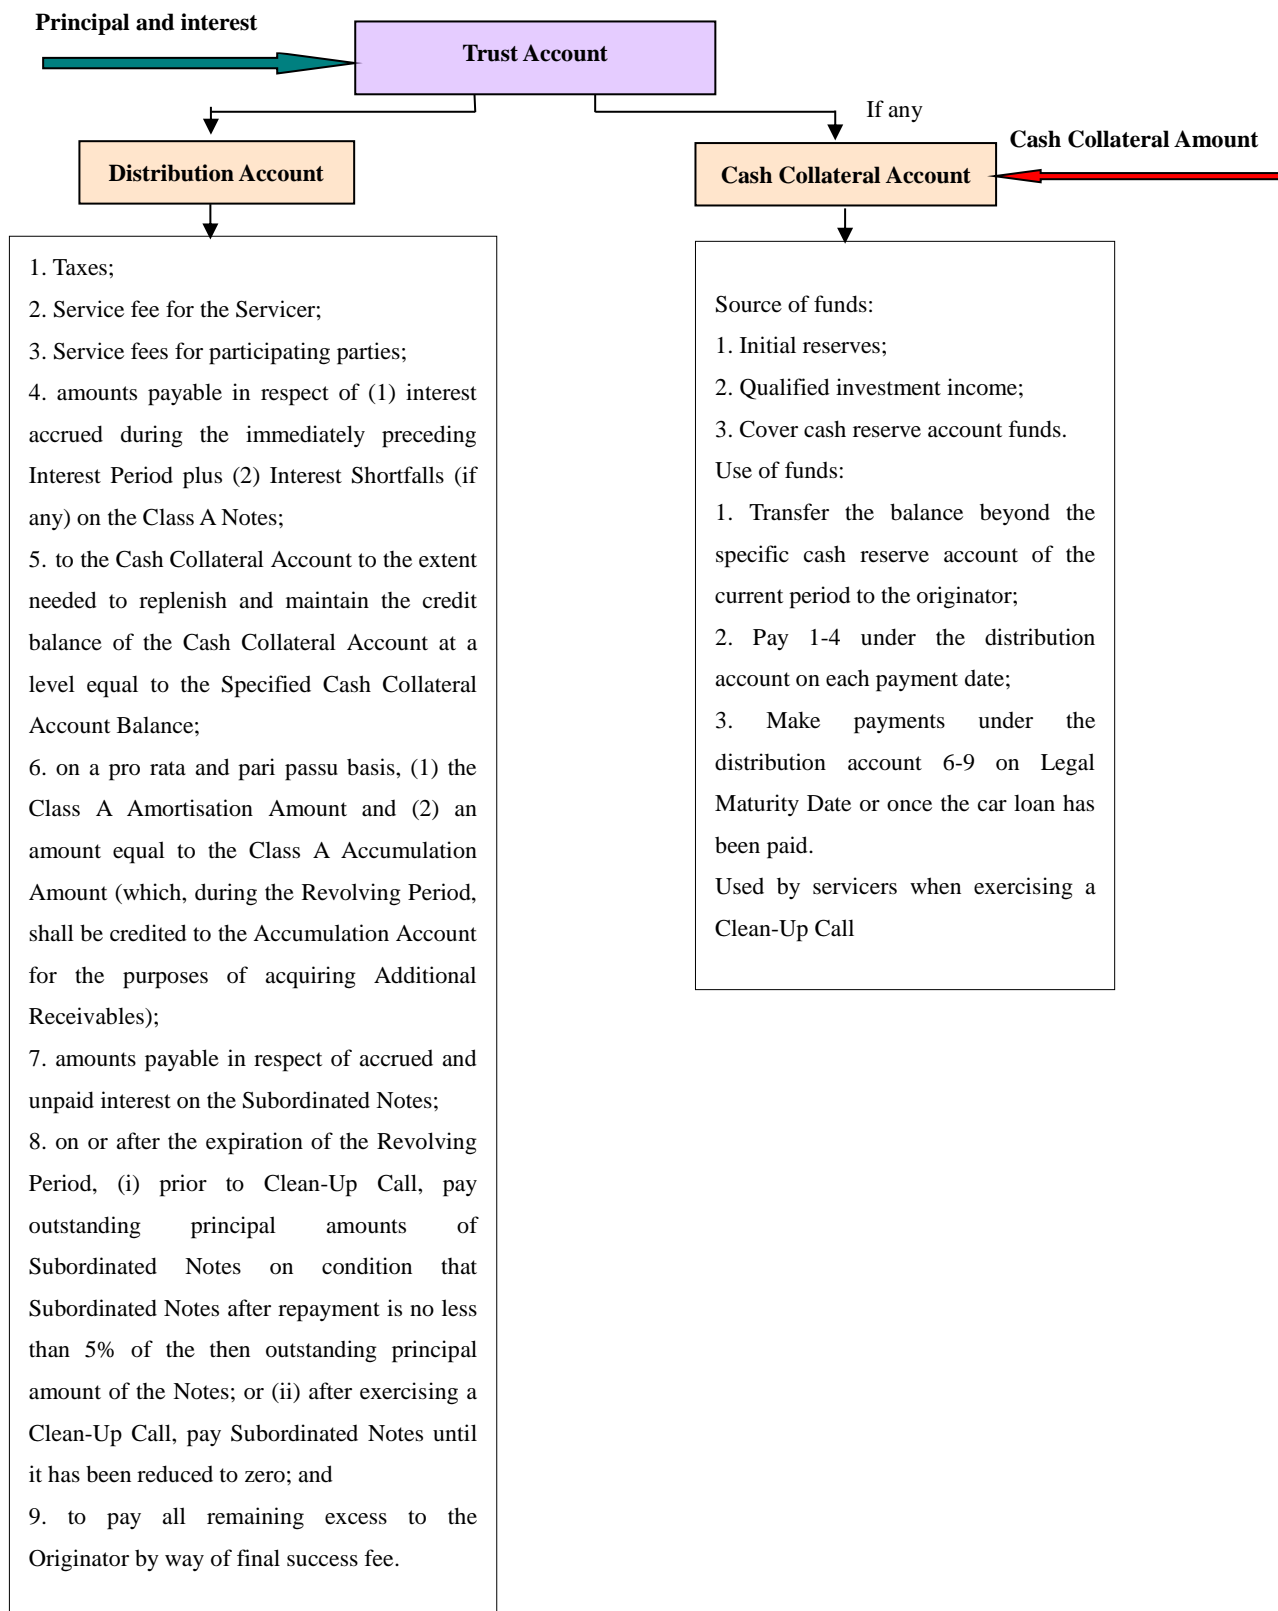 Principal and interest
Trust Account
If any
Cash Collateral Amount
Distribution Account
Cash Collateral Account
1. Taxes;
2. Service fee for the Servicer;
3. Service fees for participating parties;
4. amounts payable in respect of (1) interest
accrued during the immediately preceding
Interest Period plus (2) Interest Shortfalls (if
any) on the Class A Notes;
5. to the Cash Collateral Account to the extent
needed to replenish and maintain the credit
balance of the Cash Collateral Account at a
level equal to the Specified Cash Collateral
Account Balance;
6. on a pro rata and pari passu basis, (1) the
Class A Amortisation Amount and (2) an
amount equal to the Class A Accumulation
Amount (which, during the Revolving Period,
shall be credited to the Accumulation Account
for the purposes of acquiring Additional
Receivables);
7. amounts payable in respect of accrued and
unpaid interest on the Subordinated Notes;
8. on or after the expiration of the Revolving
Period, (i) prior to Clean-Up Call, pay
outstanding principal amounts of
Subordinated Notes on condition that
Subordinated Notes after repayment is no less
than 5% of the then outstanding principal
amount of the Notes; or (ii) after exercising a
Clean-Up Call, pay Subordinated Notes until
it has been reduced to zero; and
9. to pay all remaining excess to the
Originator by way of final success fee.
Source of funds:
1. Initial reserves;
2. Qualified investment income;
3. Cover cash reserve account funds.
Use of funds:
1. Transfer the balance beyond the
specific cash reserve account of the
current period to the originator;
2. Pay 1-4 under the distribution
account on each payment date;
3. Make payments under the
distribution account 6-9 on Legal
Maturity Date or once the car loan has
been paid.
Used by servicers when exercising a
Clean-Up Call